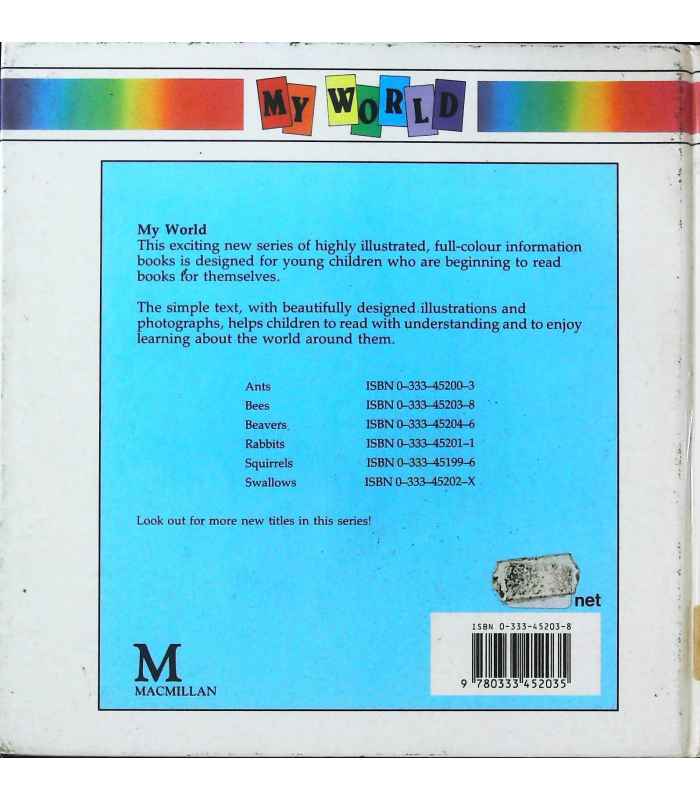 MY WORLD
My World
This exciting new series of highly illustrated, full-colour information
books is designed for young children who are beginning to read
books for themselves.
The simple text, with beautifully designed illustrations and
photographs, helps children to read with understanding and to enjoy
learning about the world around them.
Ants ISBN 0–333–45200–3
Bees ISBN 0–333–45203–8
Beavers ISBN 0–333–45204–6
Rabbits ISBN 0–333–45201–1
Squirrels ISBN 0–333–45199–6
Swallows ISBN 0–333–45202–X
Look out for more new titles in this series!
net
ISBN 0-333-45203-8
9 780333 452035
M
MACMILLAN